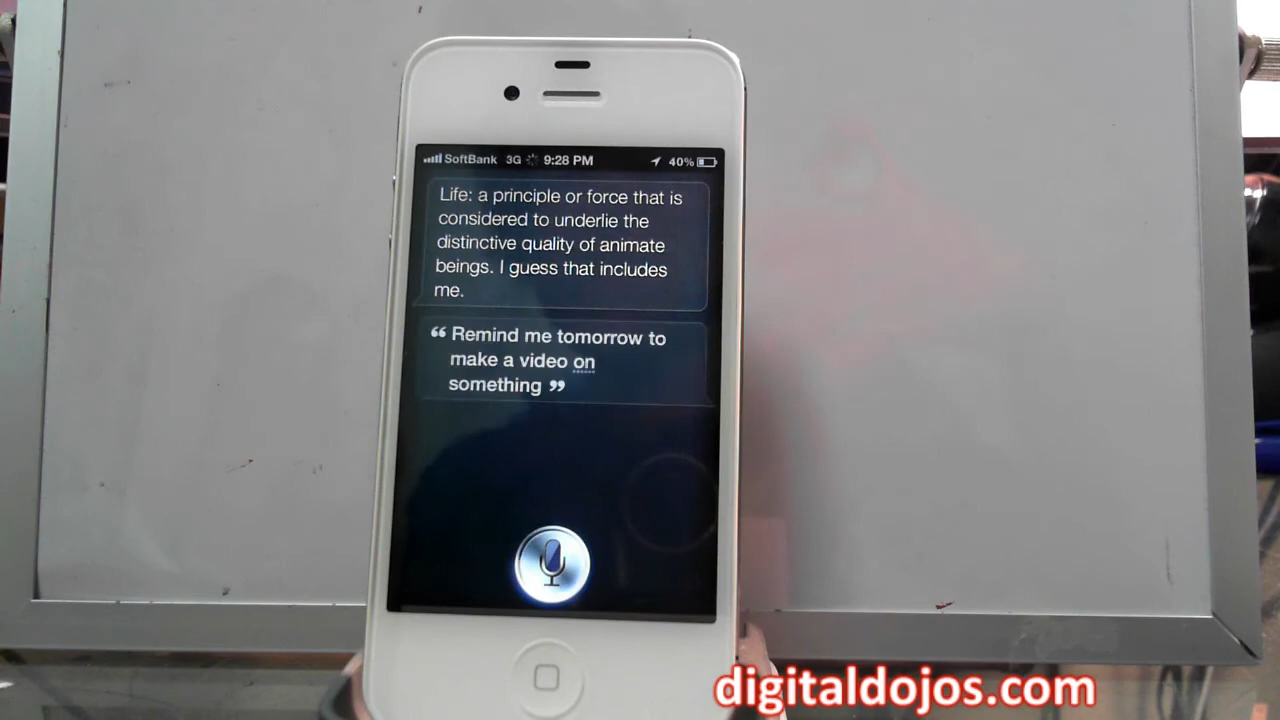 SoftBank 3G 9:28 PM 40%
Life: a principle or force that is
considered to underlie the
distinctive quality of animate
beings. I guess that includes
me.
“ Remind me tomorrow to
make a video on
something ”
digitaldojos.com